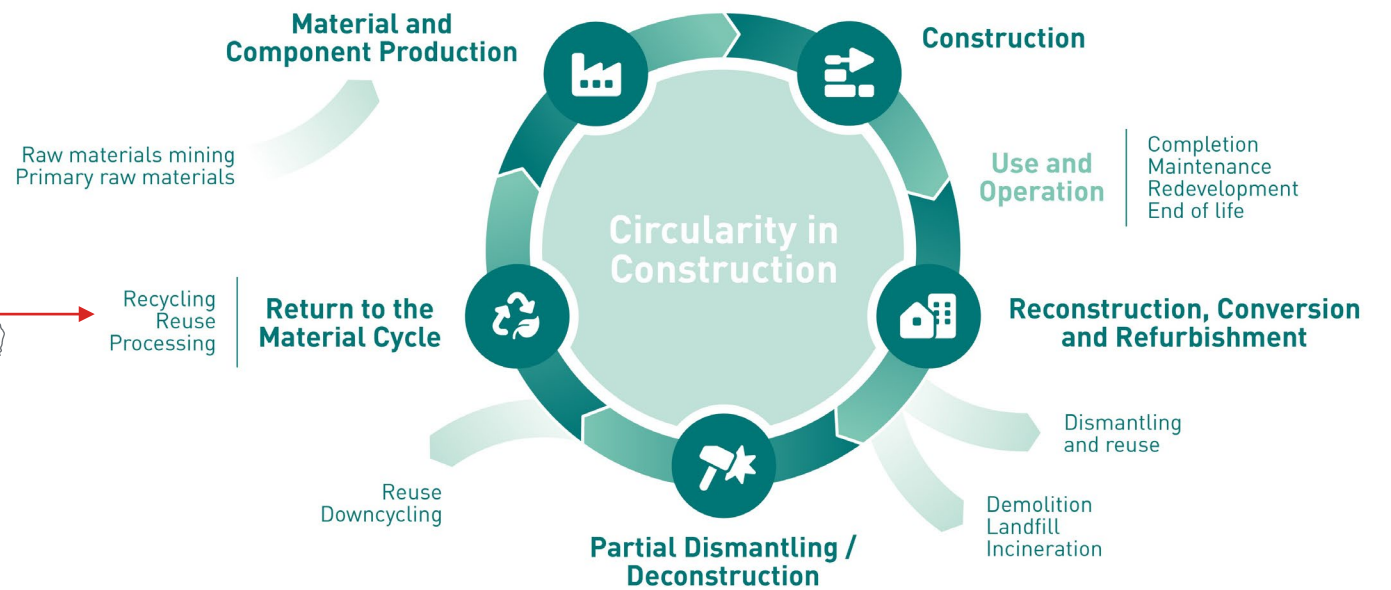 Material and
Component Production
Construction
Raw materials mining
Primary raw materials
Use and
Operation
Completion
Maintenance
Redevelopment
End of life
Circularity in
Construction
Recycling
Reuse
Processing
Return to the
Material Cycle
Reconstruction, Conversion
and Refurbishment
Dismantling
and reuse
Reuse
Downcycling
Demolition
Landfill
Incineration
Partial Dismantling /
Deconstruction